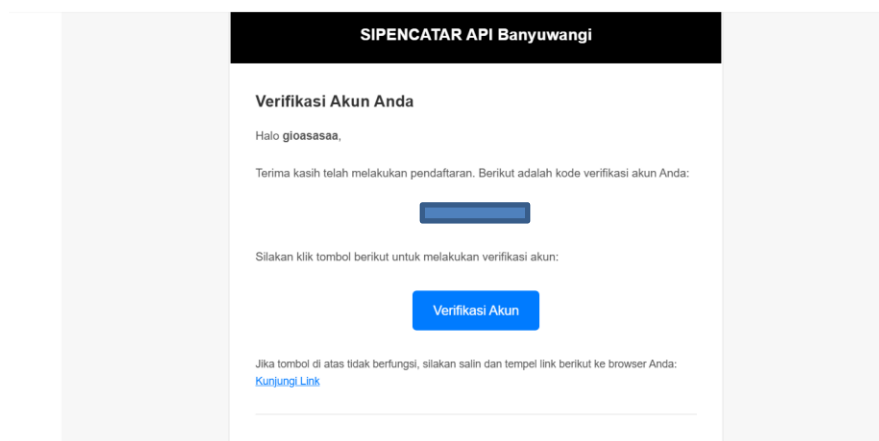 SIPENCATAR API Banyuwangi
Verifikasi Akun Anda
Halo gioasasaa,
Terima kasih telah melakukan pendaftaran. Berikut adalah kode verifikasi akun Anda:
Silakan klik tombol berikut untuk melakukan verifikasi akun:
Verifikasi Akun
Jika tombol di atas tidak berfungsi, silakan salin dan tempel link berikut ke browser Anda:
Kunjungi Link